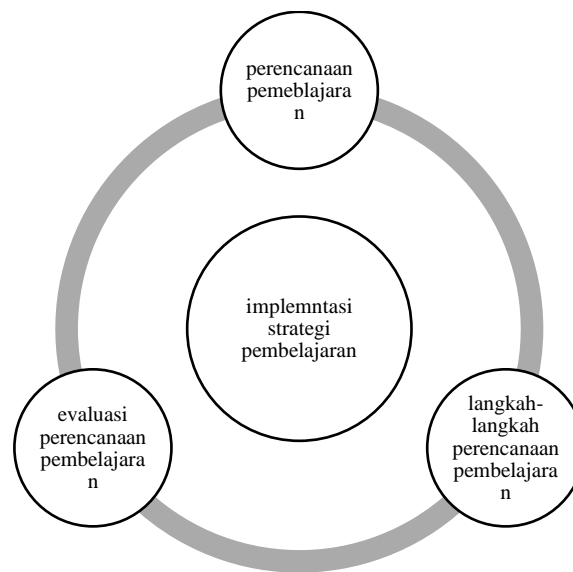 perencanaan
pemeblajara
n
implemntasi
strategi
pembelajaran
evaluasi
perencanaan
pembelajara
n
langkah-
langkah
perencanaan
pembelajara
n